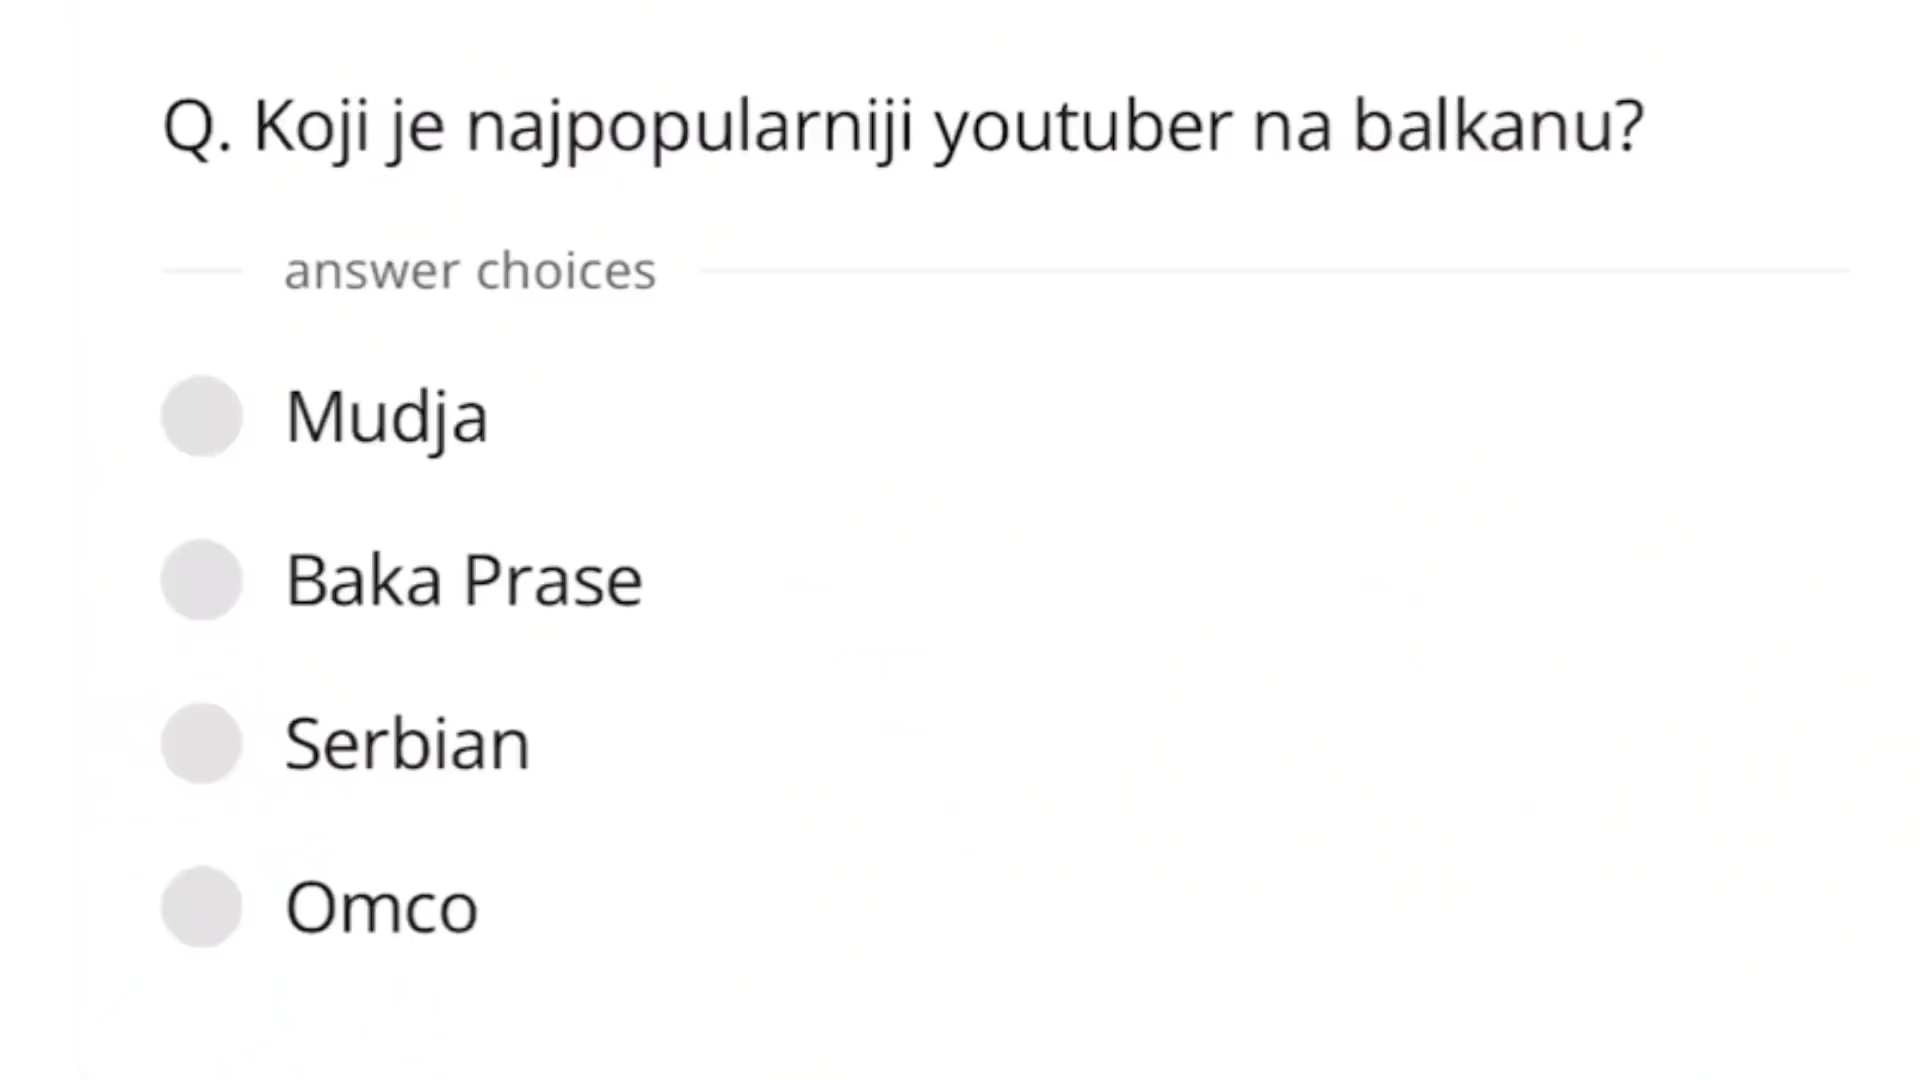 Q. Koji je najpopularniji youtuber na balkanu?
answer choices
Mudja
Baka Prase
Serbian
Omco